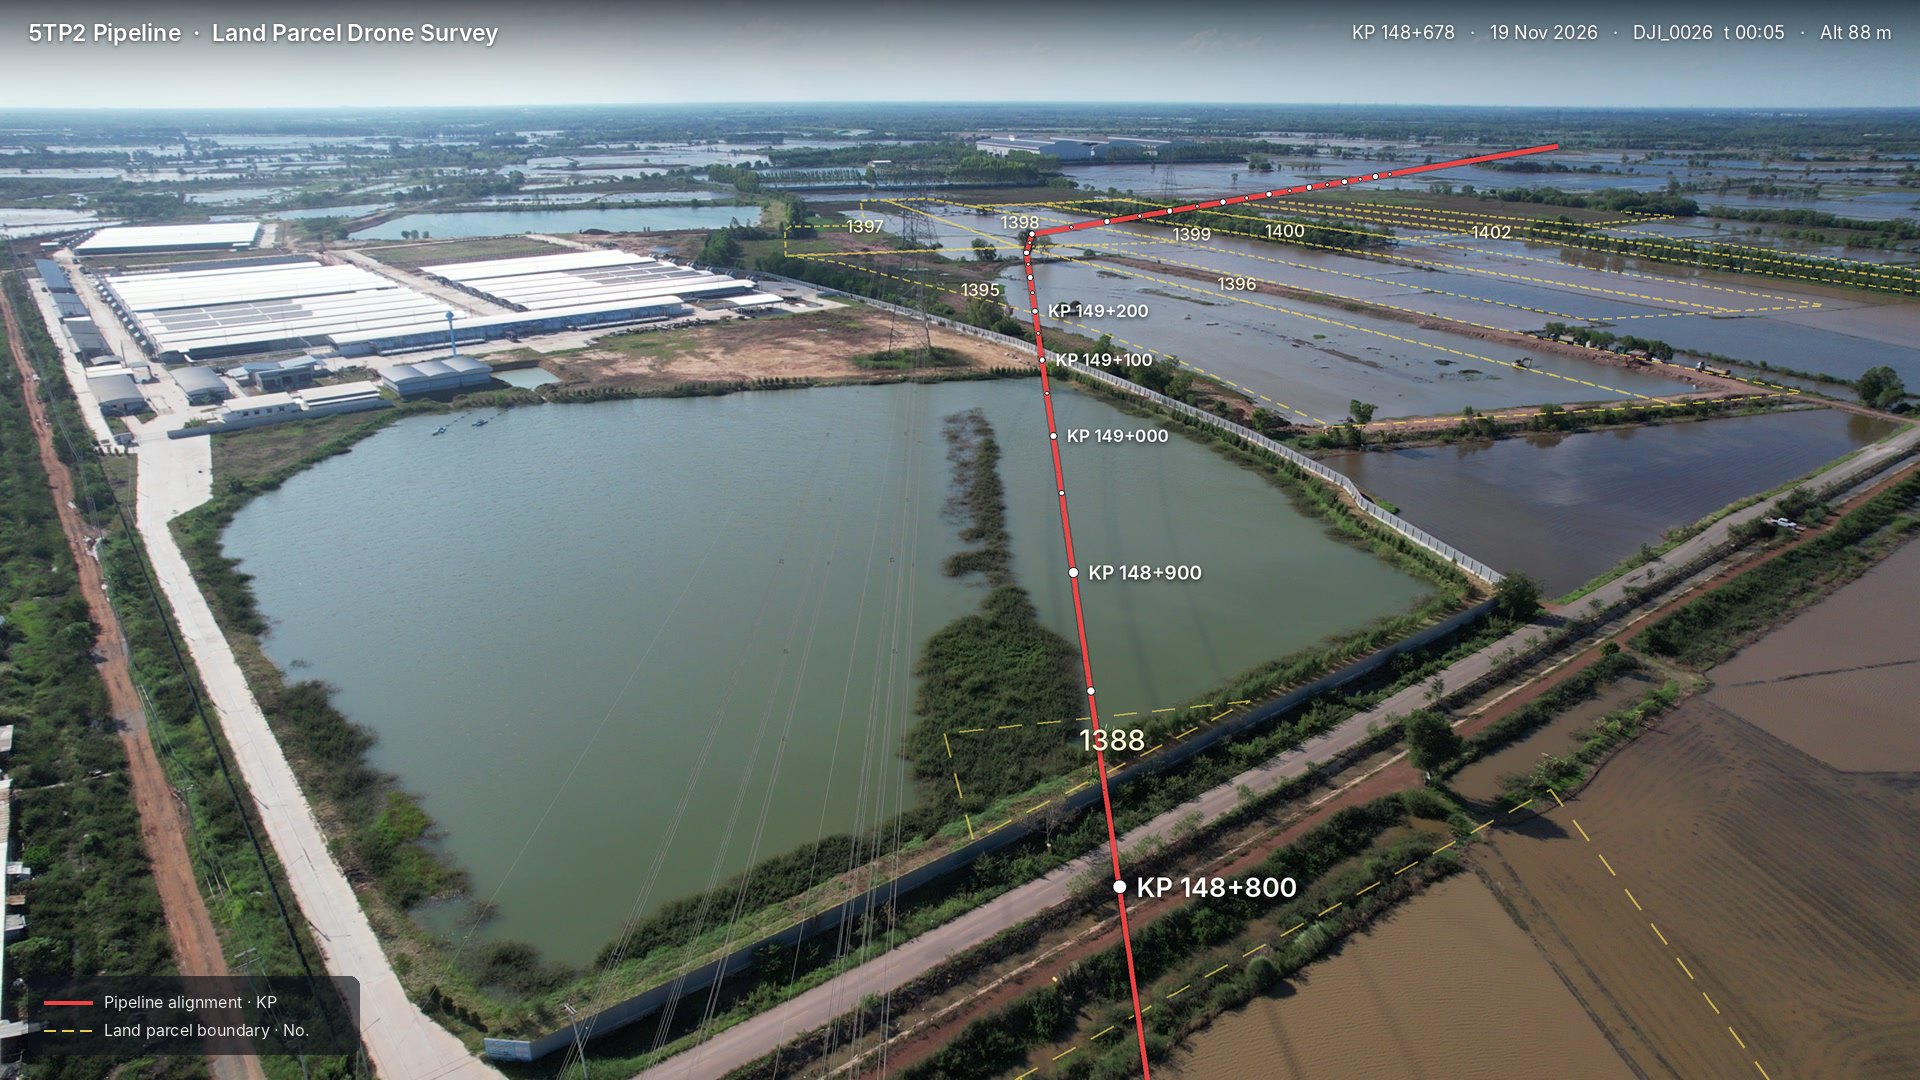 5TP2 Pipeline · Land Parcel Drone Survey
KP 148+678 · 19 Nov 2026 · DJI_0026 t 00:05 · Alt 88 m
1397
1398
1399
1400
1402
1395
1396
KP 149+200
KP 149+100
KP 149+000
KP 148+900
1388
KP 148+800
Pipeline alignment · KP
Land parcel boundary · No.